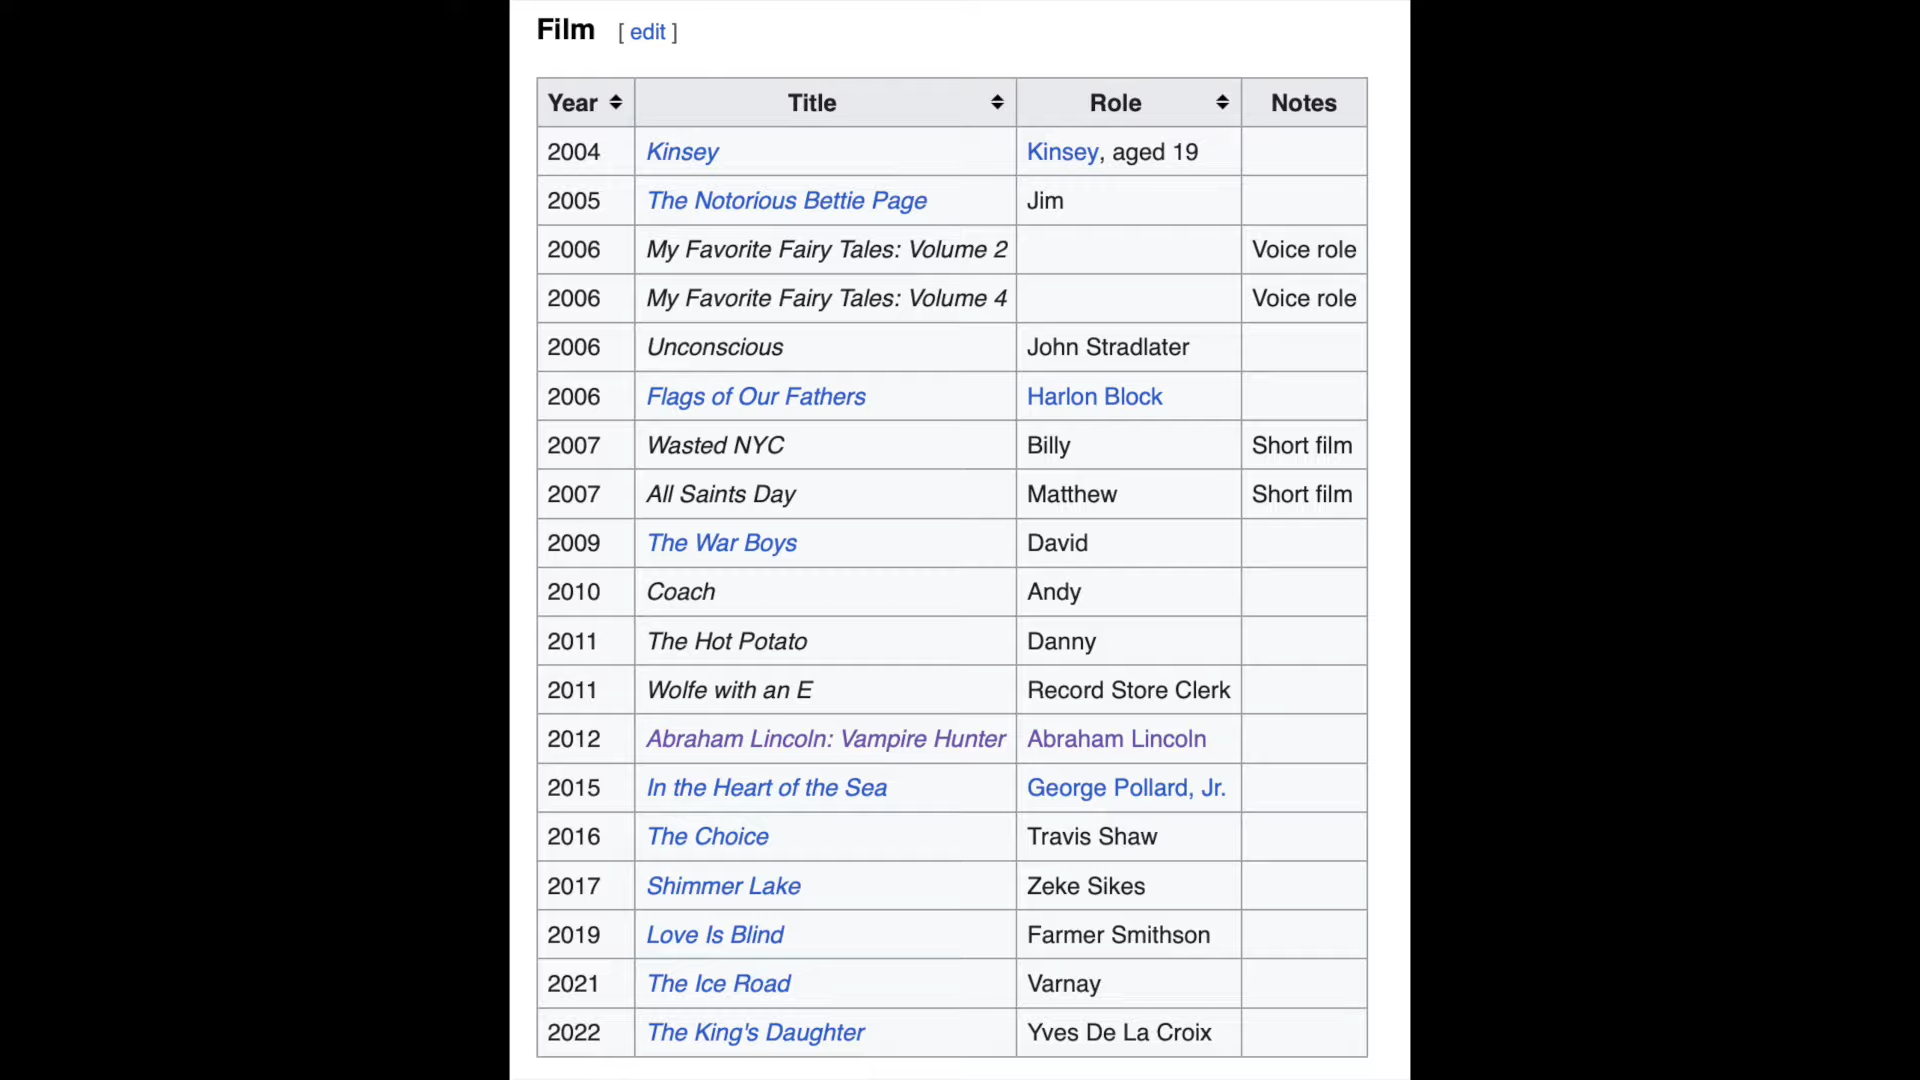 Film [ edit ]
Year Title Role Notes
2004 Kinsey Kinsey, aged 19
2005 The Notorious Bettie Page Jim
2006 My Favorite Fairy Tales: Volume 2 Voice role
2006 My Favorite Fairy Tales: Volume 4 Voice role
2006 Unconscious John Stradlater
2006 Flags of Our Fathers Harlon Block
2007 Wasted NYC Billy Short film
2007 All Saints Day Matthew Short film
2009 The War Boys David
2010 Coach Andy
2011 The Hot Potato Danny
2011 Wolfe with an E Record Store Clerk
2012 Abraham Lincoln: Vampire Hunter Abraham Lincoln
2015 In the Heart of the Sea George Pollard, Jr.
2016 The Choice Travis Shaw
2017 Shimmer Lake Zeke Sikes
2019 Love Is Blind Farmer Smithson
2021 The Ice Road Varnay
2022 The King's Daughter Yves De La Croix